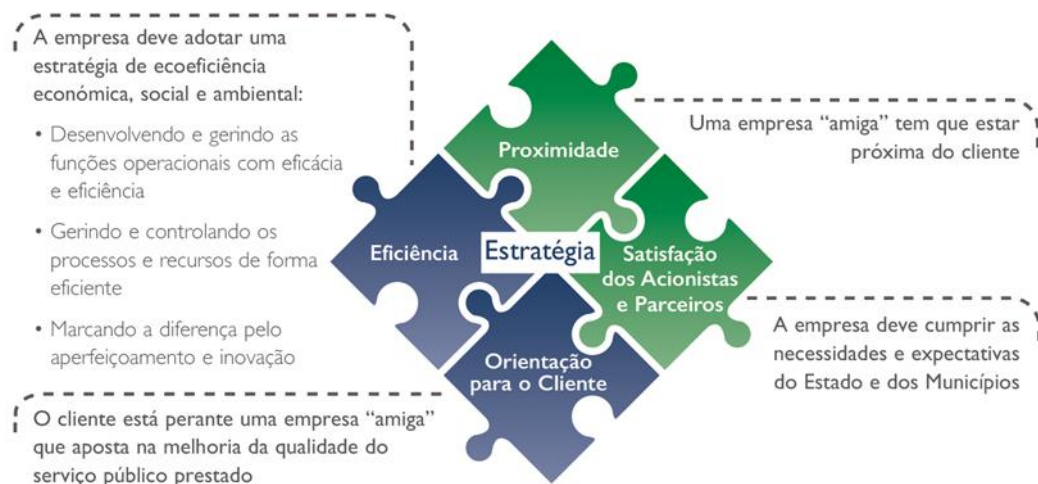 A empresa deve adotar uma
estratégia de ecoeficiência
económica, social e ambiental:
• Desenvolvendo e gerindo as
funções operacionais com eficácia
e eficiência
• Gerindo e controlando os
processos e recursos de forma
eficiente
• Marcando a diferença pelo
aperfeiçoamento e inovação
Proximidade
Uma empresa “amiga” tem que estar
próxima do cliente
Eficiência
Estratégia
Satisfação
dos Acionistas
e Parceiros
A empresa deve cumprir as
necessidades e expectativas
do Estado e dos Municípios
Orientação
para o Cliente
O cliente está perante uma empresa “amiga”
que aposta na melhoria da qualidade do
serviço público prestado